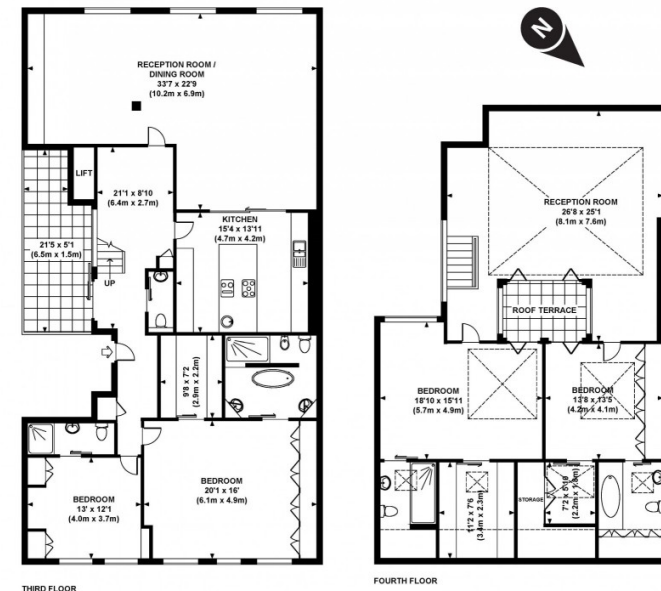 N
RECEPTION ROOM /
DINING ROOM
33'7 x 22'9
(10.2m x 6.9m)
LIFT
21'1 x 8'10
(6.4m x 2.7m)
KITCHEN
15'4 x 13'11
(4.7m x 4.2m)
21'5 x 5'1
(6.5m x 1.5m)
UP
9'8 x 7'2
(2.9m x 2.2m)
BEDROOM
13' x 12'1
(4.0m x 3.7m)
BEDROOM
20'1 x 16'
(6.1m x 4.9m)
THIRD FLOOR
RECEPTION ROOM
26'8 x 25'1
(8.1m x 7.6m)
ROOF TERRACE
BEDROOM
18'10 x 15'11
(5.7m x 4.9m)
BEDROOM
13'8 x 13'5
(4.2m x 4.1m)
11'2 x 7'6
(3.4m x 2.3m)
STORAGE
7'2 x 5'10
FOURTH FLOOR